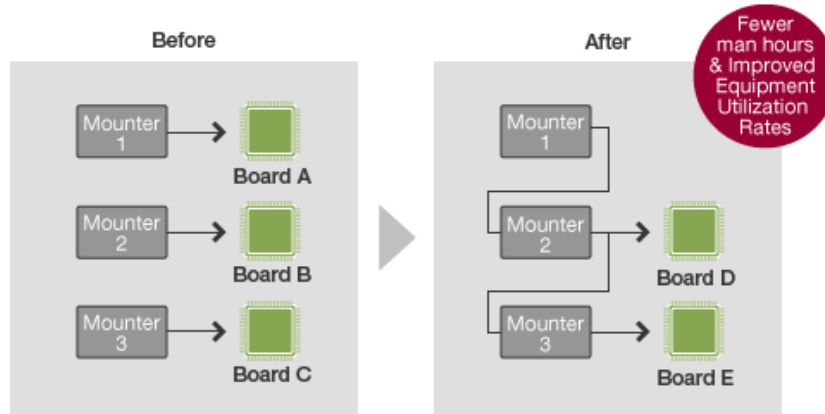 Before
Mounter
1
Board A
Mounter
2
Board B
Mounter
3
Board C
After
Fewer
man hours
& Improved
Equipment
Utilization
Rates
Mounter
1
Mounter
2
Board D
Mounter
3
Board E